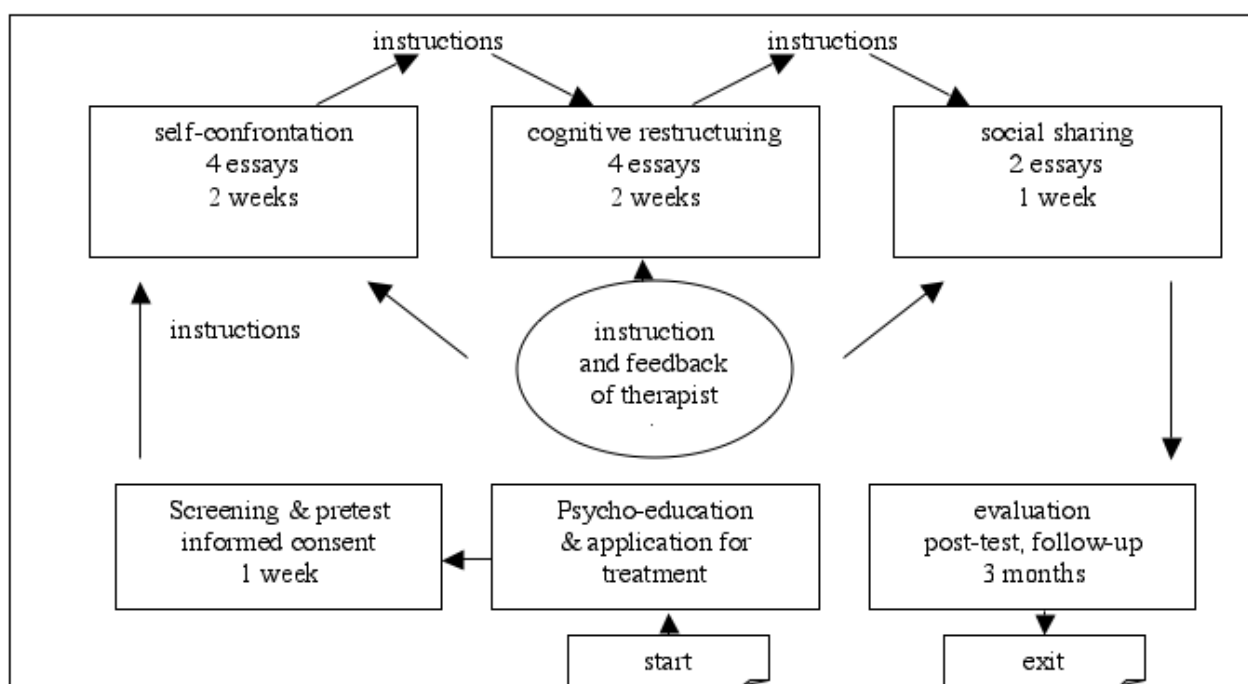 instructions
instructions
self-confrontation
4 essays
2 weeks
cognitive restructuring
4 essays
2 weeks
social sharing
2 essays
1 week
instructions
instruction
and feedback
of therapist
.
Screening & pretest
informed consent
1 week
Psycho-education
& application for
treatment
evaluation
post-test, follow-up
3 months
start
exit